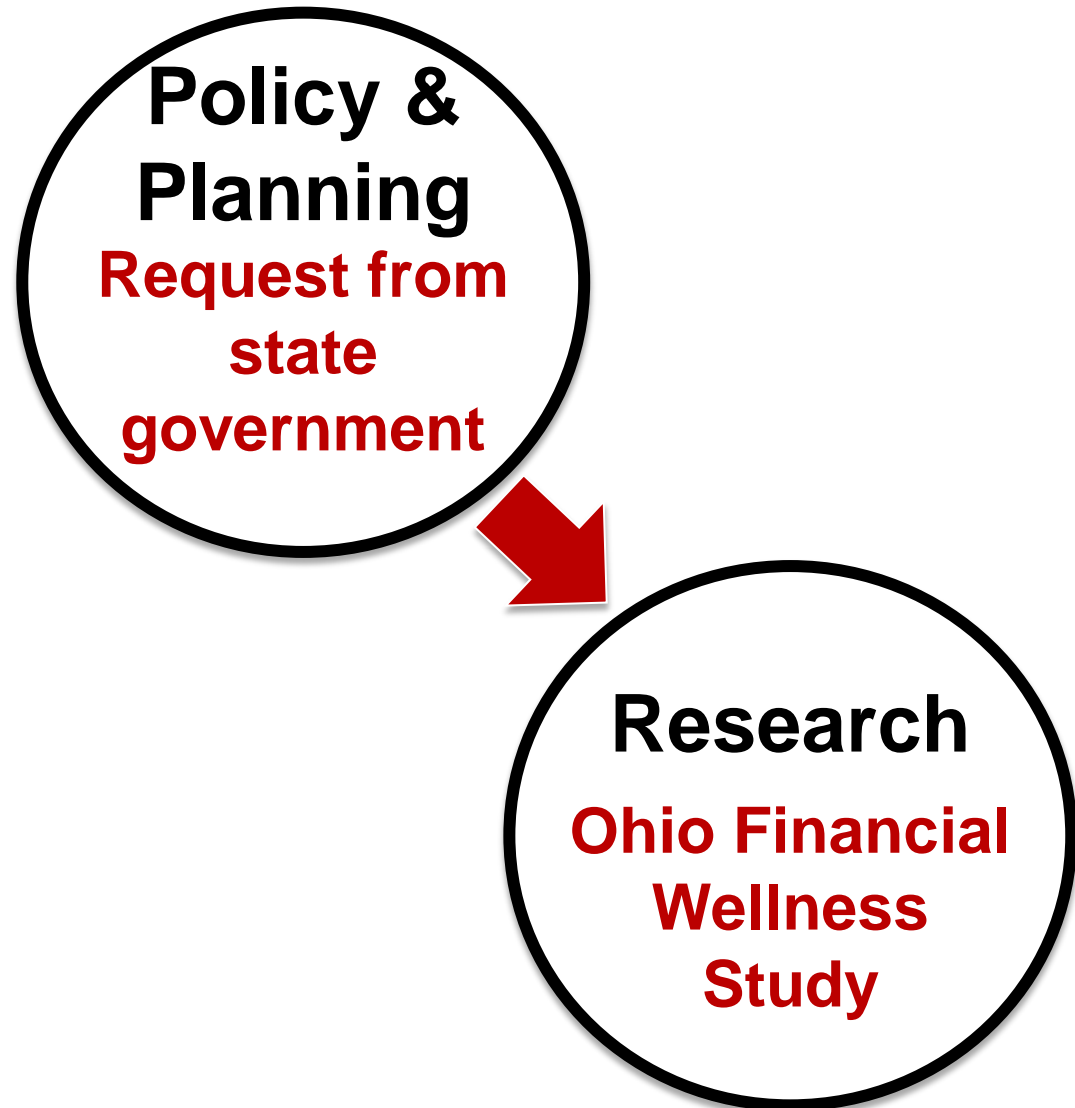 Policy &
Planning
Request from
state
government
Research
Ohio Financial
Wellness
Study